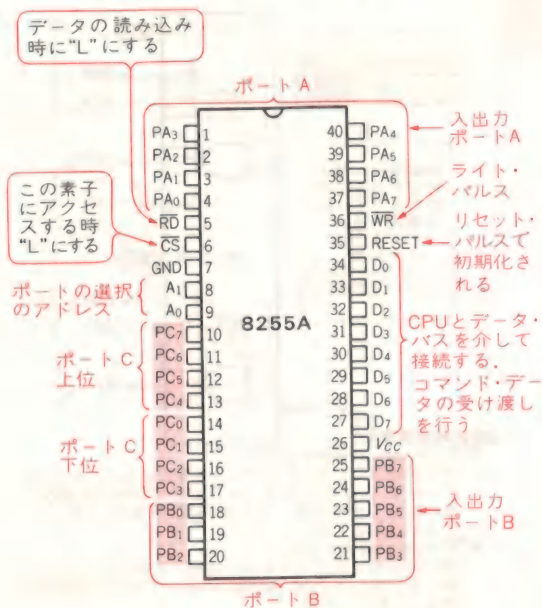 データの読み込み
時に“L”にする
ポートA
この素子
にアクセ
スする時
“L”にする
ポートの選択
のアドレス
ポートC
上位
ポートC
下位
PA3 1
PA2 2
PA1 3
PA0 4
R̅D̅ 5
C̅S̅ 6
GND 7
A1 8
A0 9
PC7 10
PC6 11
PC5 12
PC4 13
PC0 14
PC1 15
PC2 16
PC3 17
PB0 18
PB1 19
PB2 20
8255A
40 PA4
39 PA5
38 PA6
37 PA7
36 W̅R̅
35 RESET
34 D0
33 D1
32 D2
31 D3
30 D4
29 D5
28 D6
27 D7
26 VCC
25 PB7
24 PB6
23 PB5
22 PB4
21 PB3
入出力
ポートA
ライト・
パルス
リセット・
パルスで
初期化さ
れる
CPUとデータ・
バスを介して
接続する.
コマンド・デー
タの受け渡し
を行う
入出力
ポートB
ポートB